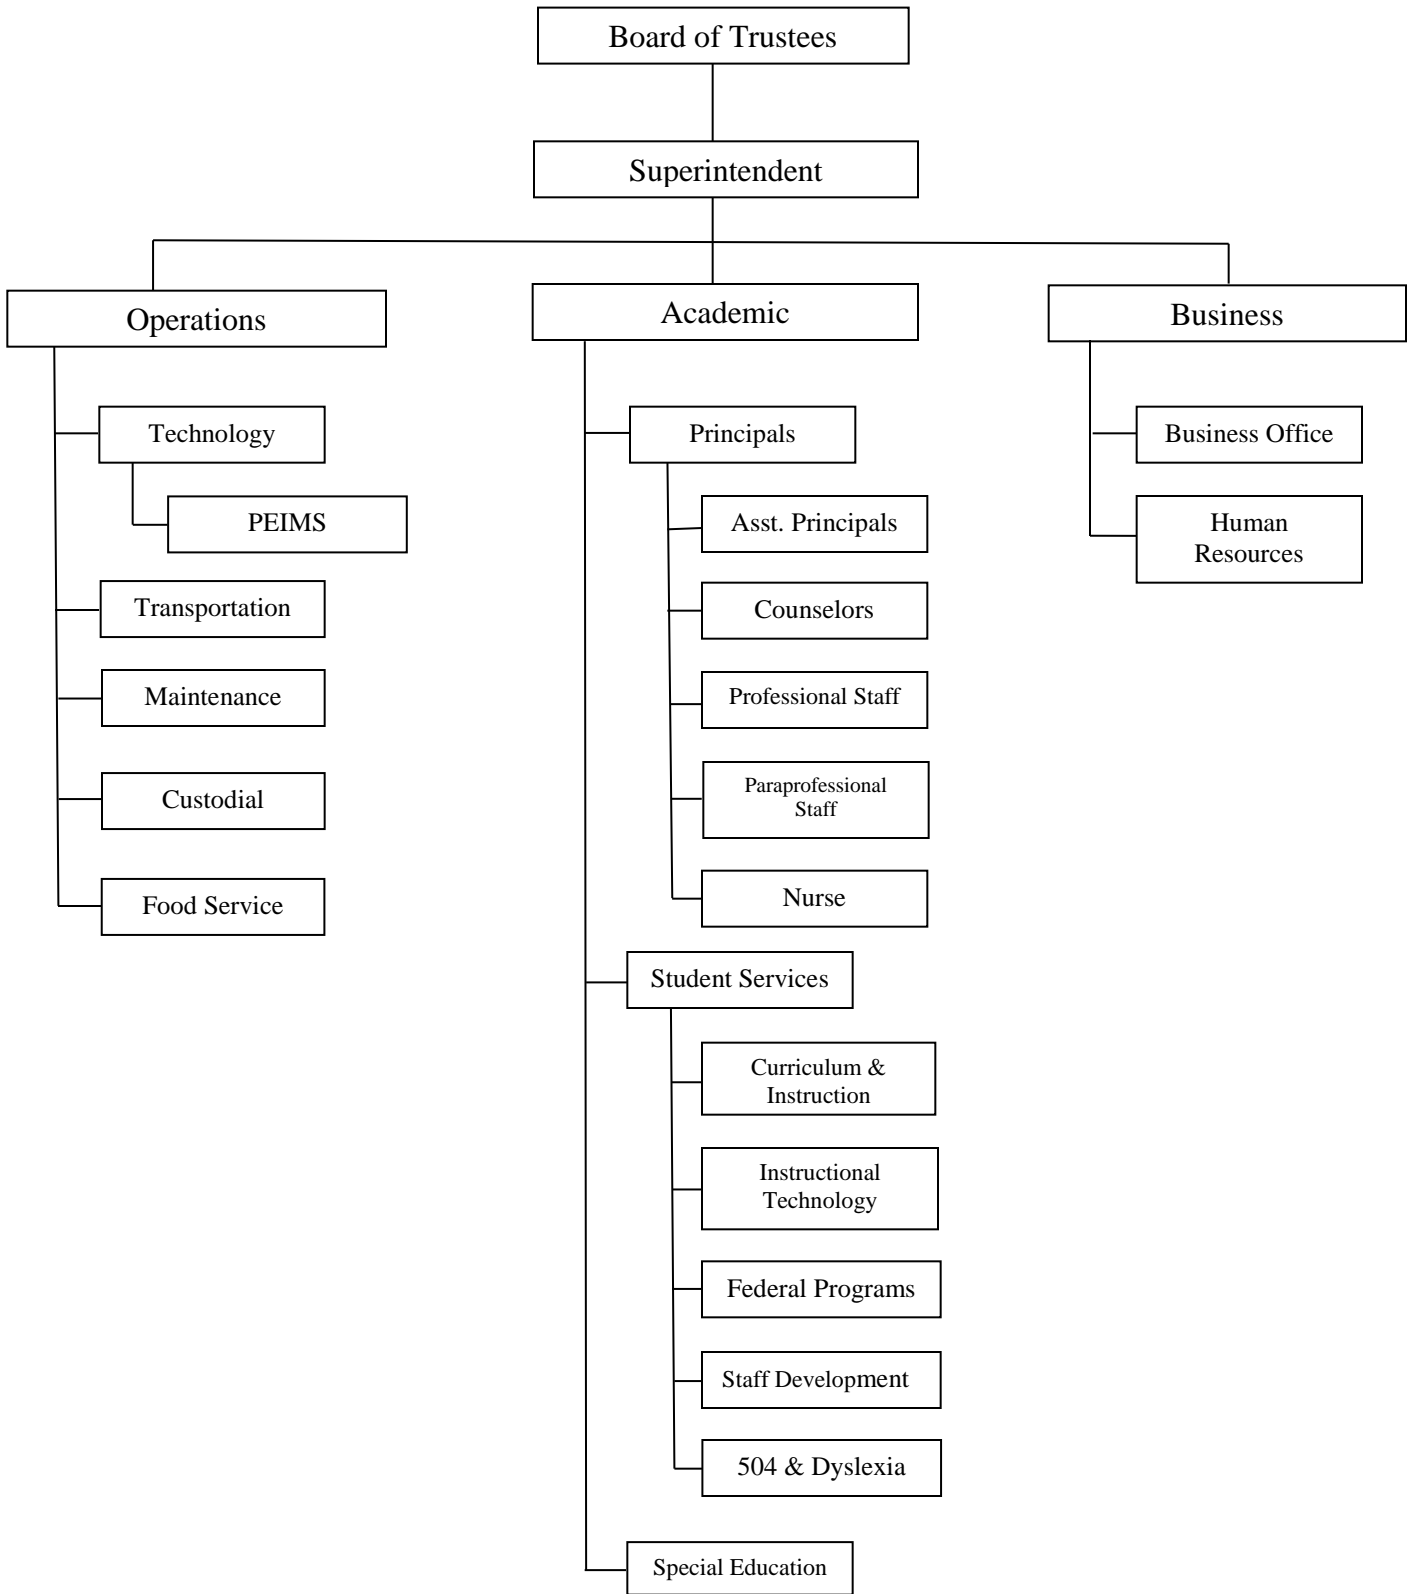 Board of Trustees
Superintendent
Operations
Academic
Business
Technology
PEIMS
Transportation
Maintenance
Custodial
Food Service
Principals
Asst. Principals
Counselors
Professional Staff
Paraprofessional
Staff
Nurse
Student Services
Curriculum &
Instruction
Instructional
Technology
Federal Programs
Staff Development
504 & Dyslexia
Special Education
Business Office
Human
Resources